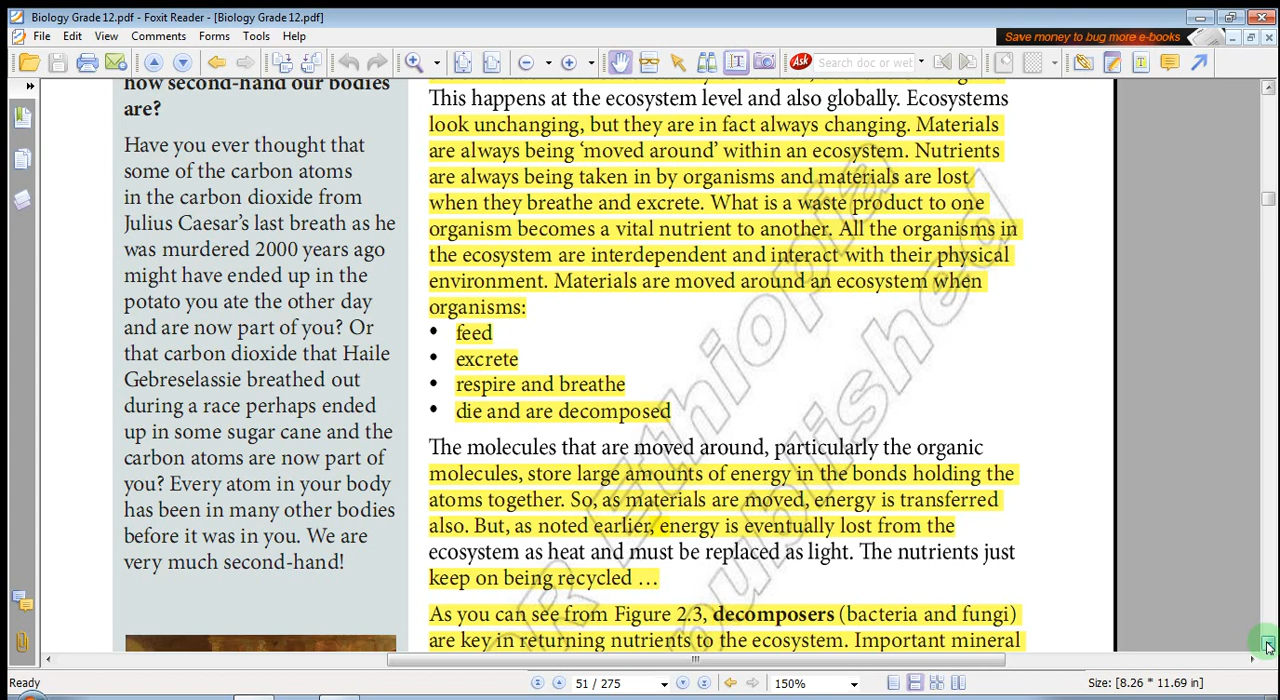 Biology Grade 12.pdf - Foxit Reader - [Biology Grade 12.pdf]
File Edit View Comments Forms Tools Help
Save money to bug more e-books
Ask Search doc or wel
how second-hand our bodies
are?
Have you ever thought that
some of the carbon atoms
in the carbon dioxide from
Julius Caesar's last breath as he
was murdered 2000 years ago
might have ended up in the
potato you ate the other day
and are now part of you? Or
that carbon dioxide that Haile
Gebreselassie breathed out
during a race perhaps ended
up in some sugar cane and the
carbon atoms are now part of
you? Every atom in your body
has been in many other bodies
before it was in you. We are
very much second-hand!
This happens at the ecosystem level and also globally. Ecosystems
look unchanging, but they are in fact always changing. Materials
are always being ‘moved around’ within an ecosystem. Nutrients
are always being taken in by organisms and materials are lost
when they breathe and excrete. What is a waste product to one
organism becomes a vital nutrient to another. All the organisms in
the ecosystem are interdependent and interact with their physical
environment. Materials are moved around an ecosystem when
organisms:
• feed
• excrete
• respire and breathe
• die and are decomposed
The molecules that are moved around, particularly the organic
molecules, store large amounts of energy in the bonds holding the
atoms together. So, as materials are moved, energy is transferred
also. But, as noted earlier, energy is eventually lost from the
ecosystem as heat and must be replaced as light. The nutrients just
keep on being recycled …
As you can see from Figure 2.3, decomposers (bacteria and fungi)
are key in returning nutrients to the ecosystem. Important mineral
R Ethiopia
published
Ready
51 / 275
150%
Size: [8.26 * 11.69 in]